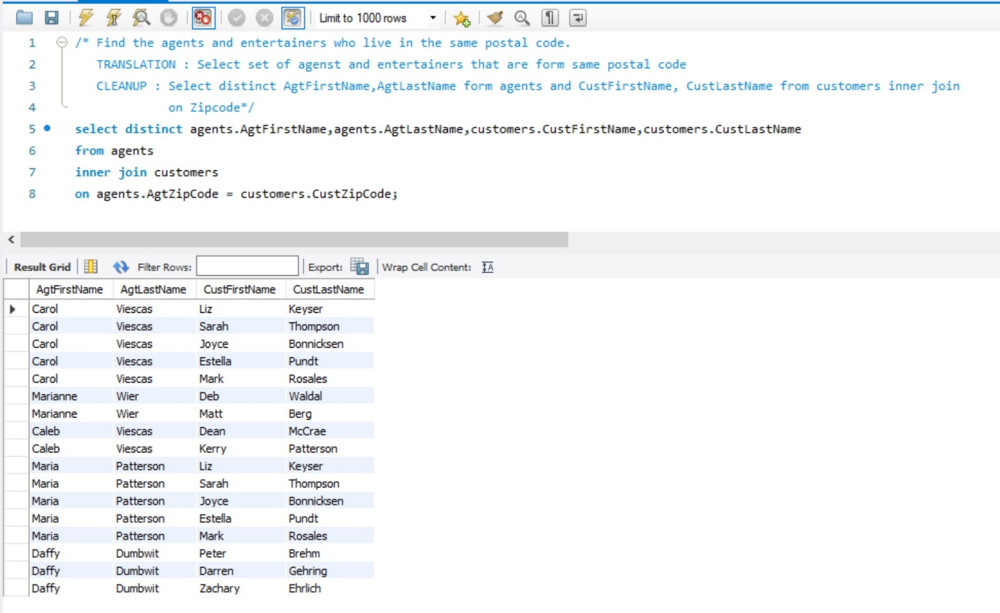 Limit to 1000 rows
1 /* Find the agents and entertainers who live in the same postal code.
2 TRANSLATION : Select set of agenst and entertainers that are form same postal code
3 CLEANUP : Select distinct AgtFirstName,AgtLastName form agents and CustFirstName, CustLastName from customers inner join
4 on Zipcode*/
5 select distinct agents.AgtFirstName,agents.AgtLastName,customers.CustFirstName,customers.CustLastName
6 from agents
7 inner join customers
8 on agents.AgtZipCode = customers.CustZipCode;
Result Grid Filter Rows: Export: Wrap Cell Content: IA
AgtFirstName AgtLastName CustFirstName CustLastName
Carol Viescas Liz Keyser
Carol Viescas Sarah Thompson
Carol Viescas Joyce Bonnicksen
Carol Viescas Estella Pundt
Carol Viescas Mark Rosales
Marianne Wier Deb Waldal
Marianne Wier Matt Berg
Caleb Viescas Dean McCrae
Caleb Viescas Kerry Patterson
Maria Patterson Liz Keyser
Maria Patterson Sarah Thompson
Maria Patterson Joyce Bonnicksen
Maria Patterson Estella Pundt
Maria Patterson Mark Rosales
Daffy Dumbwit Peter Brehm
Daffy Dumbwit Darren Gehring
Daffy Dumbwit Zachary Ehrlich